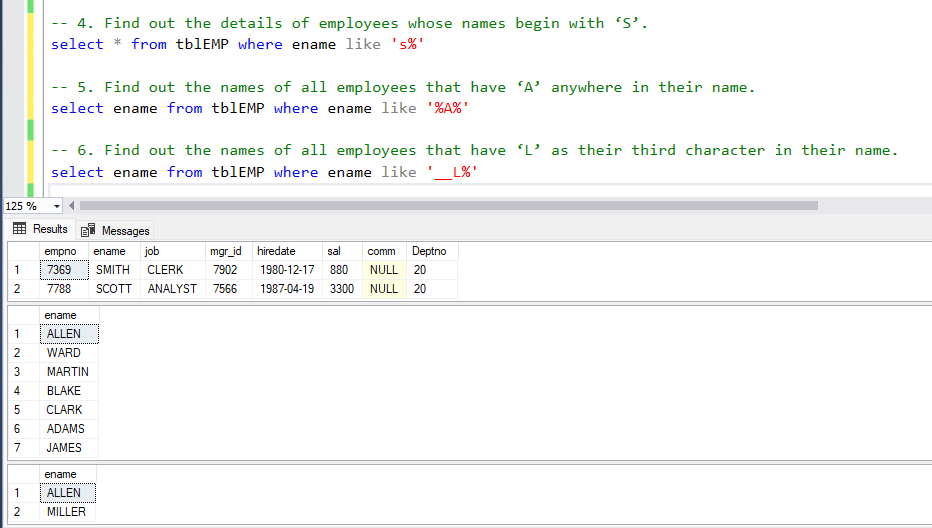 -- 4. Find out the details of employees whose names begin with ‘S’.
select * from tblEMP where ename like 's%'
-- 5. Find out the names of all employees that have ‘A’ anywhere in their name.
select ename from tblEMP where ename like '%A%'
-- 6. Find out the names of all employees that have ‘L’ as their third character in their name.
select ename from tblEMP where ename like '__L%'
125 %
Results Messages
empno ename job mgr_id hiredate sal comm Deptno
1 7369 SMITH CLERK 7902 1980-12-17 880 NULL 20
2 7788 SCOTT ANALYST 7566 1987-04-19 3300 NULL 20
ename
1 ALLEN
2 WARD
3 MARTIN
4 BLAKE
5 CLARK
6 ADAMS
7 JAMES
ename
1 ALLEN
2 MILLER